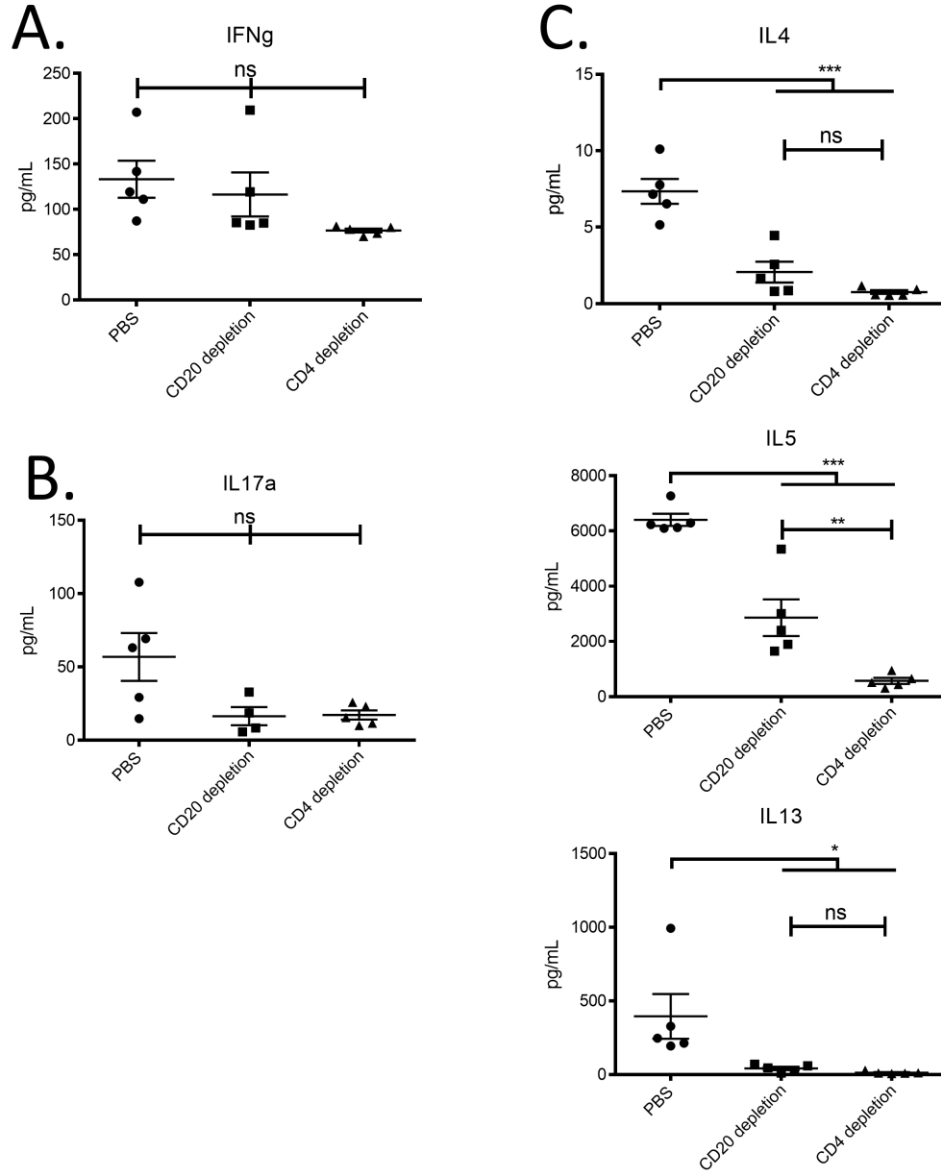 A.
IFNg
ns
250
200
150
100
50
0
pg/mL
PBS
CD20 depletion
CD4 depletion
B.
IL17a
ns
150
100
50
0
pg/mL
PBS
CD20 depletion
CD4 depletion
C.
IL4
***
ns
15
10
5
0
pg/mL
PBS
CD20 depletion
CD4 depletion
IL5
***
**
8000
6000
4000
2000
0
pg/mL
PBS
CD20 depletion
CD4 depletion
IL13
*
ns
1500
1000
500
0
pg/mL
PBS
CD20 depletion
CD4 depletion